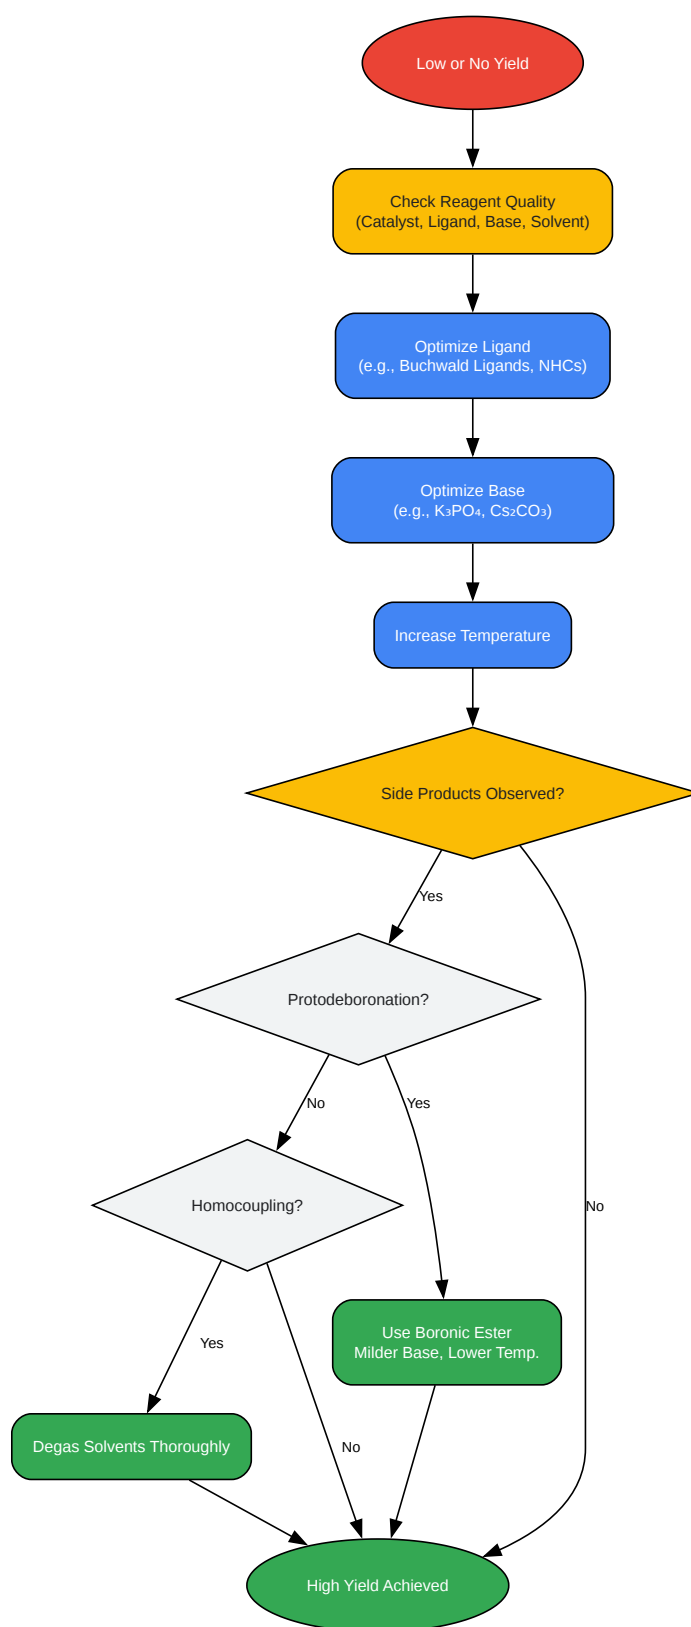 Low or No Yield
Check Reagent Quality
(Catalyst, Ligand, Base, Solvent)
Optimize Ligand
(e.g., Buchwald Ligands, NHCs)
Optimize Base
(e.g., K₃PO₄, Cs₂CO₃)
Increase Temperature
Side Products Observed?
Yes
Protodeboronation?
No
Yes
Homocoupling?
No
Yes
Use Boronic Ester
Milder Base, Lower Temp.
Degas Solvents Thoroughly
No
High Yield Achieved